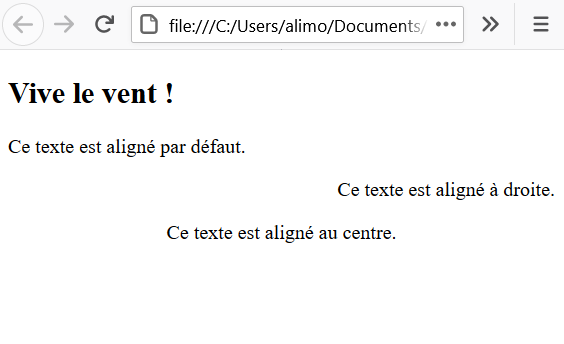 file:///C:/Users/alimo/Documents/
Vive le vent !
Ce texte est aligné par défaut.
Ce texte est aligné à droite.
Ce texte est aligné au centre.